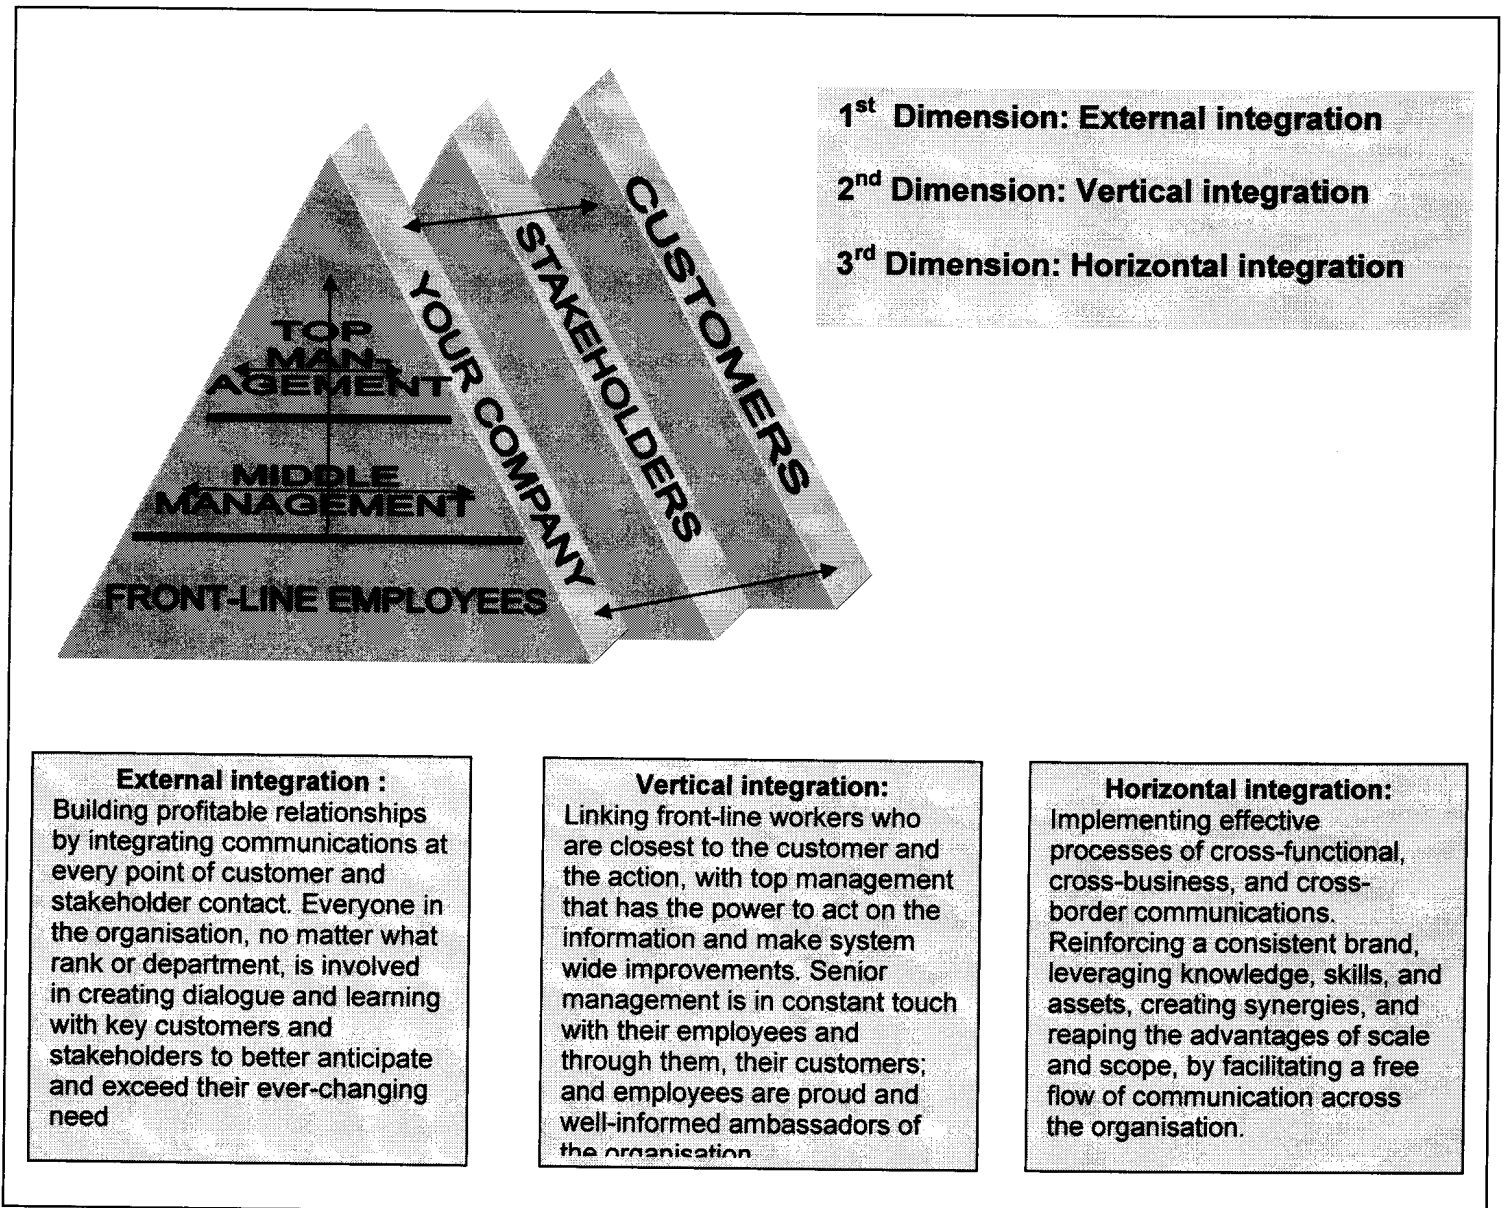 1st Dimension: External integration
2nd Dimension: Vertical integration
3rd Dimension: Horizontal integration
CUSTOMERS
STAKEHOLDERS
YOUR COMPANY
TOP
MAN-
AGEMENT
MIDDLE
MANAGEMENT
FRONT-LINE EMPLOYEES
External integration :
Building profitable relationships
by integrating communications at
every point of customer and
stakeholder contact. Everyone in
the organisation, no matter what
rank or department, is involved
in creating dialogue and learning
with key customers and
stakeholders to better anticipate
and exceed their ever-changing
need
Vertical integration:
Linking front-line workers who
are closest to the customer and
the action, with top management
that has the power to act on the
information and make system
wide improvements. Senior
management is in constant touch
with their employees and
through them, their customers;
and employees are proud and
well-informed ambassadors of
the organisation
Horizontal integration:
Implementing effective
processes of cross-functional,
cross-business, and cross-
border communications.
Reinforcing a consistent brand,
leveraging knowledge, skills, and
assets, creating synergies, and
reaping the advantages of scale
and scope, by facilitating a free
flow of communication across
the organisation.